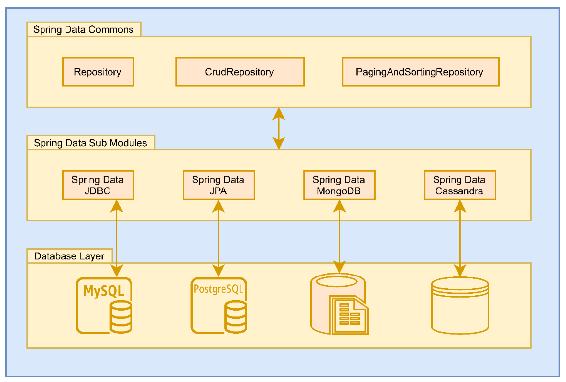 Spring Data Commons
Repository
CrudRepository
PagingAndSortingRepository
Spring Data Sub Modules
Spring Data
JDBC
Spring Data
JPA
Spring Data
MongoDB
Spring Data
Cassandra
Database Layer
MySQL
PostgreSQL